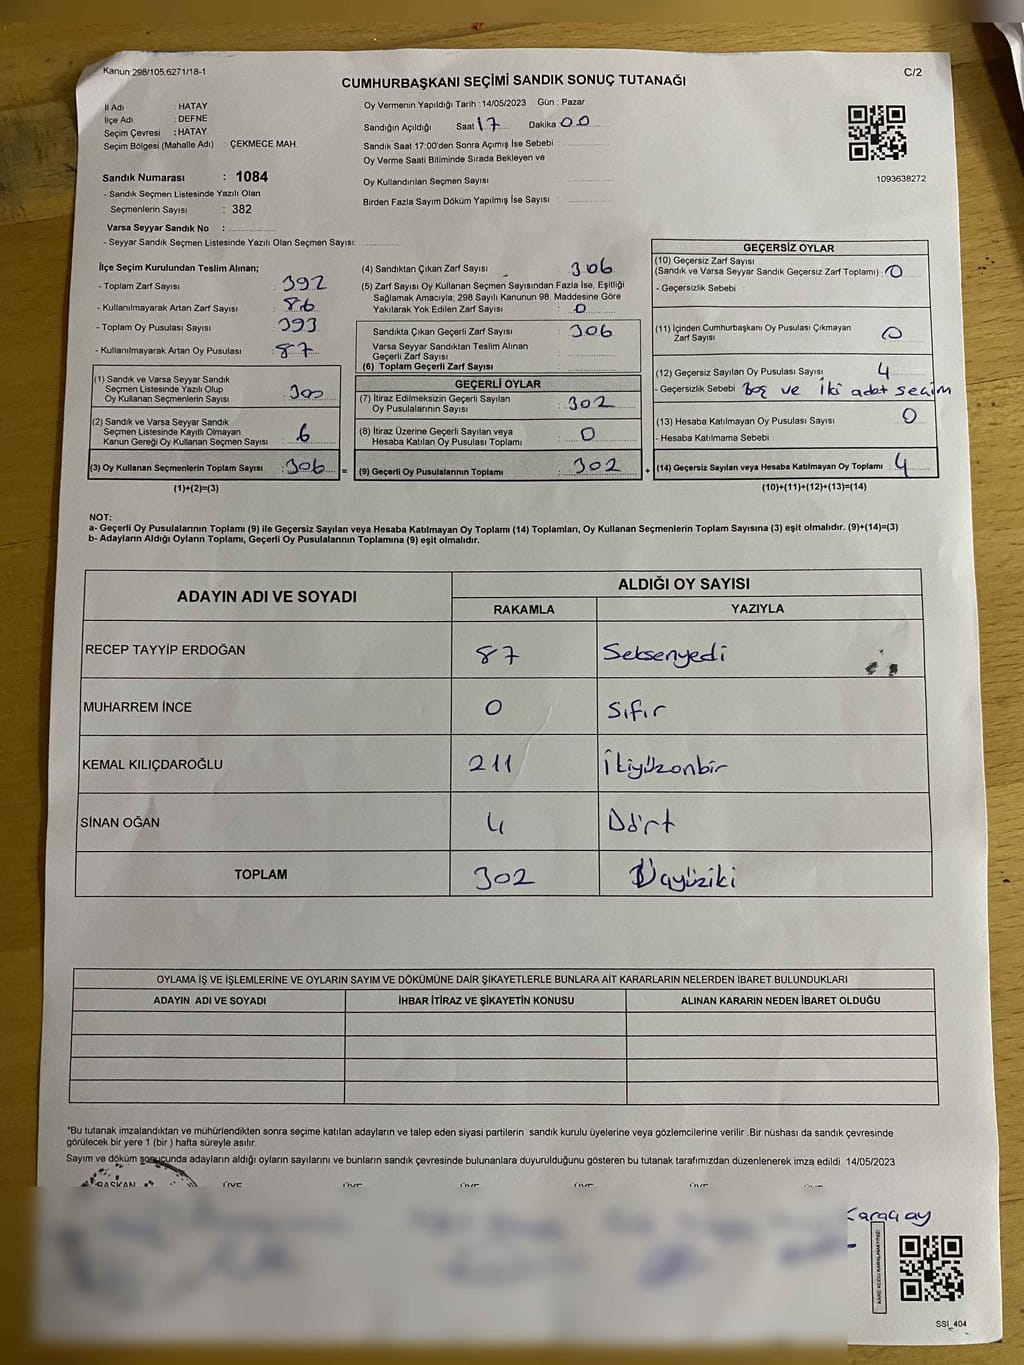 Kanun 298/105,6271/18-1
C/2
CUMHURBAŞKANI SEÇİMİ SANDIK SONUÇ TUTANAĞI
İl Adı : HATAY
İlçe Adı : DEFNE
Seçim Çevresi : HATAY
Seçim Bölgesi (Mahalle Adı) : ÇEKMECE MAH.
Sandık Numarası : 1084
- Sandık Seçmen Listesinde Yazılı Olan
Seçmenlerin Sayısı : 382
Varsa Seyyar Sandık No :
- Seyyar Sandık Seçmen Listesinde Yazılı Olan Seçmen Sayısı:
Oy Vermenin Yapıldığı Tarih : 14/05/2023 Gün : Pazar
Sandığın Açıldığı Saat 17 Dakika 00
Sandık Saat 17:00'den Sonra Açımış İse Sebebi
Oy Verme Saati Bitiminde Sırada Bekleyen ve
Oy Kullandırılan Seçmen Sayısı
Birden Fazla Sayım Döküm Yapılmış İse Sayısı :
1093638272
İlçe Seçim Kurulundan Teslim Alınan;
- Toplam Zarf Sayısı : 392
- Kullanılmayarak Artan Zarf Sayısı : 86
- Toplam Oy Pusulası Sayısı : 393
- Kullanılmayarak Artan Oy Pusulası : 87
(1) Sandık ve Varsa Seyyar Sandık
Seçmen Listesinde Yazılı Olup
Oy Kullanan Seçmenlerin Sayısı : 300
(2) Sandık ve Varsa Seyyar Sandık
Seçmen Listesinde Kayıtlı Olmayan
Kanun Gereği Oy Kullanan Seçmen Sayısı : 6
(3) Oy Kullanan Seçmenlerin Toplam Sayısı : 306 =
(1)+(2)=(3)
(4) Sandıktan Çıkan Zarf Sayısı : 306
(5) Zarf Sayısı Oy Kullanan Seçmen Sayısından Fazla İse, Eşitliği
Sağlamak Amacıyla; 298 Sayılı Kanunun 98. Maddesine Göre
Yakılarak Yok Edilen Zarf Sayısı : 0
Sandıkta Çıkan Geçerli Zarf Sayısı : 306
Varsa Seyyar Sandıktan Teslim Alınan
Geçerli Zarf Sayısı :
(6) Toplam Geçerli Zarf Sayısı :
GEÇERLİ OYLAR
(7) İtiraz Edilmeksizin Geçerli Sayılan
Oy Pusulalarının Sayısı : 302
(8) İtiraz Üzerine Geçerli Sayılan veya
Hesaba Katılan Oy Pusulası Toplamı : 0
(9) Geçerli Oy Pusulalarının Toplamı : 302 +
GEÇERSİZ OYLAR
(10) Geçersiz Zarf Sayısı
(Sandık ve Varsa Seyyar Sandık Geçersiz Zarf Toplamı) : 0
- Geçersizlik Sebebi :
(11) İçinden Cumhurbaşkanı Oy Pusulası Çıkmayan
Zarf Sayısı : 0
(12) Geçersiz Sayılan Oy Pusulası Sayısı : 4
- Geçersizlik Sebebi : Boş ve İki adet seçim
(13) Hesaba Katılmayan Oy Pusulası Sayısı : 0
- Hesaba Katılmama Sebebi :
(14) Geçersiz Sayılan veya Hesaba Katılmayan Oy Toplamı : 4
(10)+(11)+(12)+(13)=(14)
NOT:
a- Geçerli Oy Pusulalarının Toplamı (9) ile Geçersiz Sayılan veya Hesaba Katılmayan Oy Toplamı (14) Toplamları, Oy Kullanan Seçmenlerin Toplam Sayısına (3) eşit olmalıdır. (9)+(14)=(3)
b- Adayların Aldığı Oyların Toplamı, Geçerli Oy Pusulalarının Toplamına (9) eşit olmalıdır.
ADAYIN ADI VE SOYADI
ALDIĞI OY SAYISI
RAKAMLA YAZIYLA
RECEP TAYYİP ERDOĞAN 87 Seksenyedi
MUHARREM İNCE 0 Sıfır
KEMAL KILIÇDAROĞLU 211 İkiyüzonbir
SİNAN OĞAN 4 Dört
TOPLAM 302 Üçyüziki
OYLAMA İŞ VE İŞLEMLERİNE VE OYLARIN SAYIM VE DÖKÜMÜNE DAİR ŞİKAYETLERLE BUNLARA AİT KARARLARIN NELERDEN İBARET BULUNDUKLARI
ADAYIN ADI VE SOYADI İHBAR İTİRAZ VE ŞİKAYETİN KONUSU ALINAN KARARIN NEDEN İBARET OLDUĞU
*Bu tutanak imzalandıktan ve mühürlendikten sonra seçime katılan adayların ve talep eden siyasi partilerin sandık kurulu üyelerine veya gözlemcilerine verilir .Bir nüshası da sandık çevresinde
görülecek bir yere 1 (bir ) hafta süreyle asılır.
Sayım ve döküm sonucunda adayların aldığı oyların sayılarını ve bunların sandık çevresinde bulunanlara duyurulduğunu gösteren bu tutanak tarafımızdan düzenlenerek imza edildi 14/05/2023
BAŞKAN ÜYE ÜYE ÜYE ÜYE ÜYE ÜYE
Karaçay
KARE KODU KARALAMAYINIZ!
SSI_404